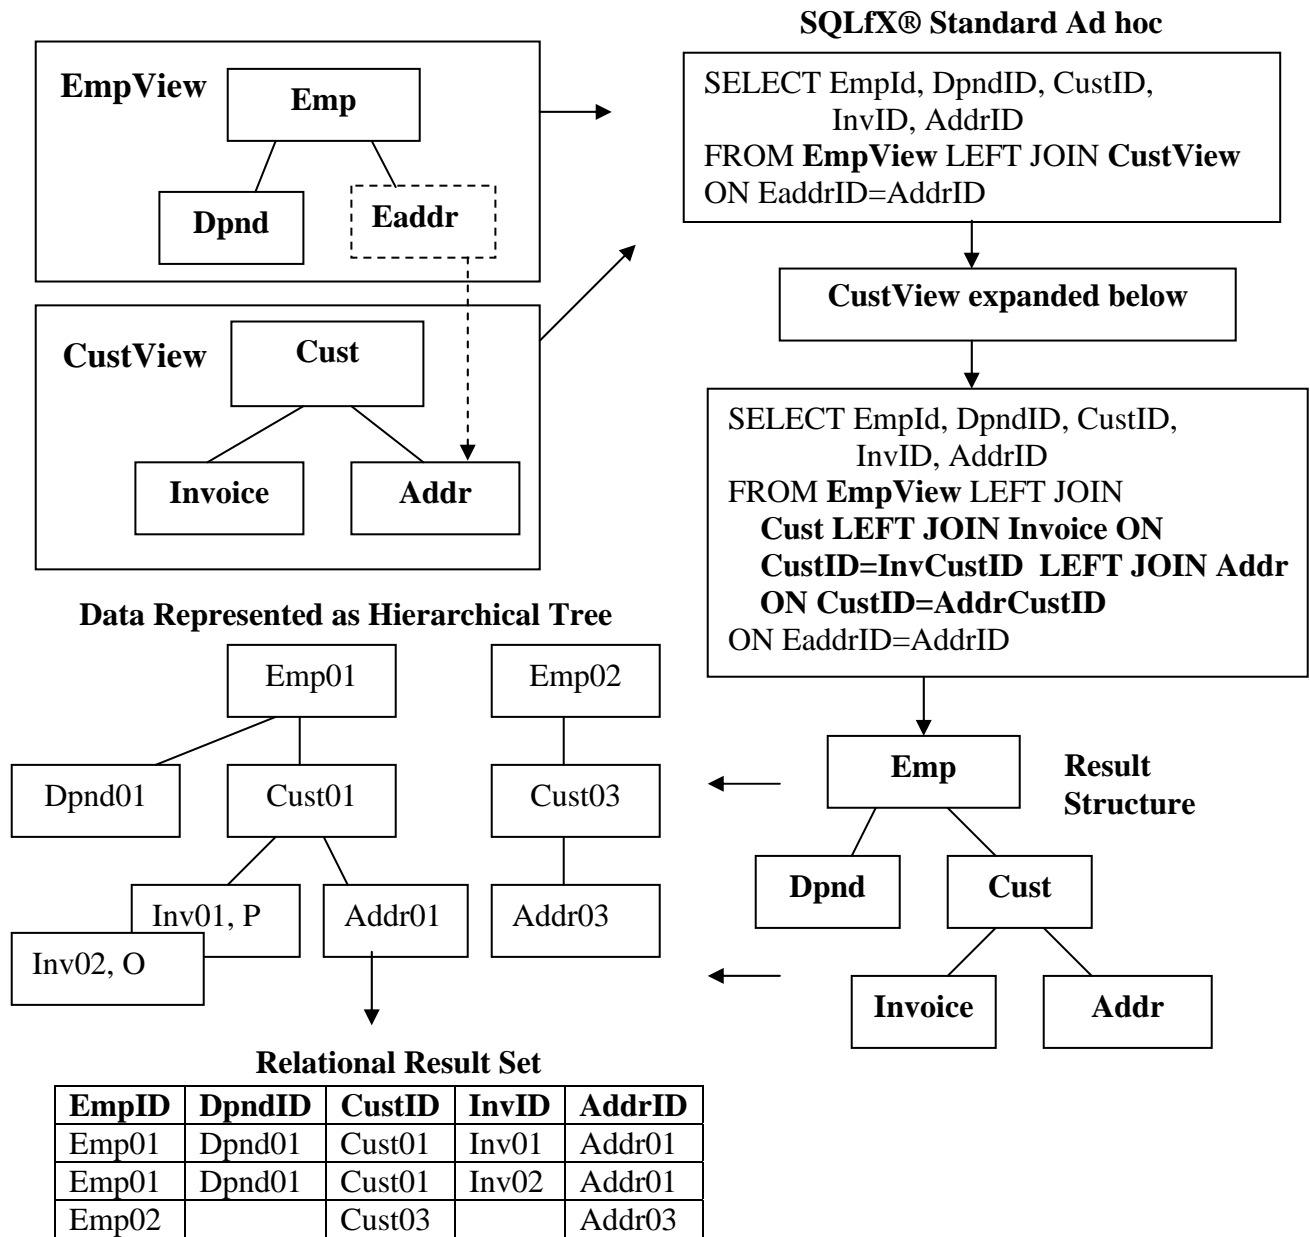 SQLfX® Standard Ad hoc
EmpView
Emp
Dpnd
Eaddr
CustView
Cust
Invoice
Addr
SELECT EmpId, DpndID, CustID,
InvID, AddrID
FROM EmpView LEFT JOIN CustView
ON EaddrID=AddrID
CustView expanded below
SELECT EmpId, DpndID, CustID,
InvID, AddrID
FROM EmpView LEFT JOIN
Cust LEFT JOIN Invoice ON
CustID=InvCustID LEFT JOIN Addr
ON CustID=AddrCustID
ON EaddrID=AddrID
Data Represented as Hierarchical Tree
Emp01
Emp02
Dpnd01
Cust01
Cust03
Inv01, P
Addr01
Addr03
Inv02, O
Emp
Result
Structure
Dpnd
Cust
Invoice
Addr
Relational Result Set
EmpID DpndID CustID InvID AddrID
Emp01 Dpnd01 Cust01 Inv01 Addr01
Emp01 Dpnd01 Cust01 Inv02 Addr01
Emp02 Cust03 Addr03